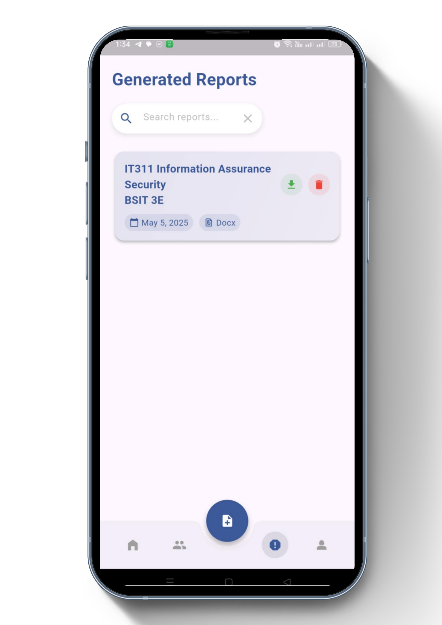 1:34
Generated Reports
Search reports...
IT311 Information Assurance
Security
BSIT 3E
May 5, 2025
Docx